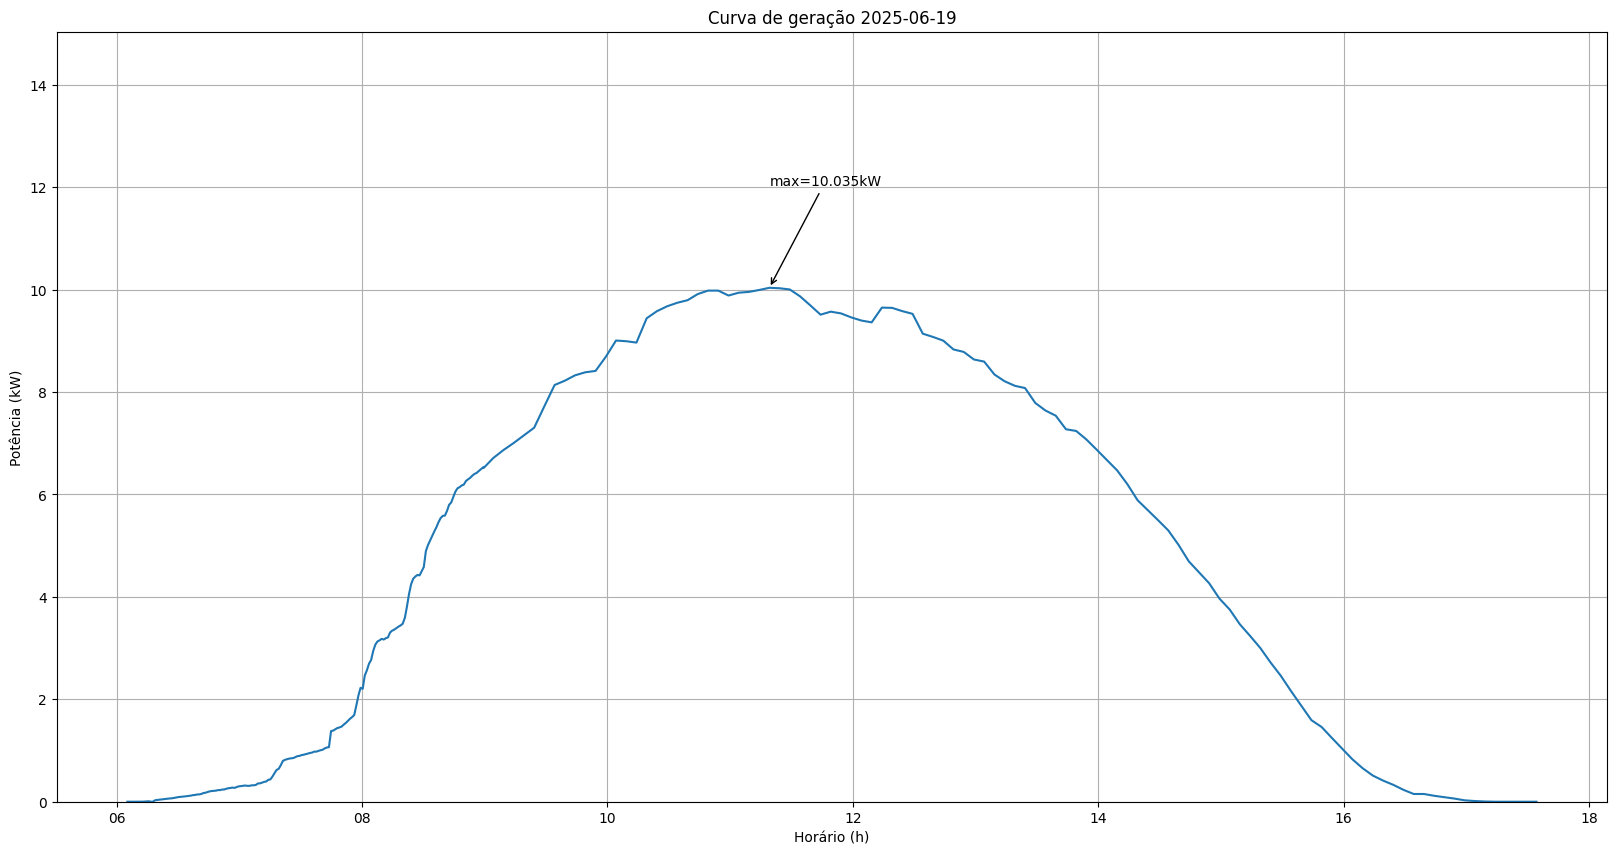 Curva de geração 2025-06-19
14
12
10
8
6
4
2
0
Potência (kW)
max=10.035kW
06 08 10 12 14 16 18
Horário (h)